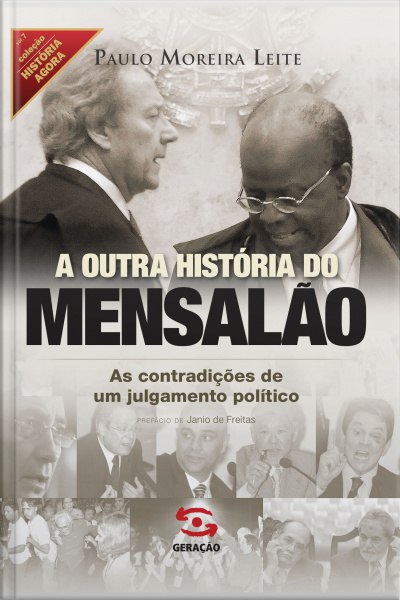 vol. 7
coleção
HISTÓRIA
AGORA
PAULO MOREIRA LEITE
A OUTRA HISTÓRIA DO
MENSALÃO
As contradições de
um julgamento político
PREFÁCIO DE Janio de Freitas
GERAÇÃO